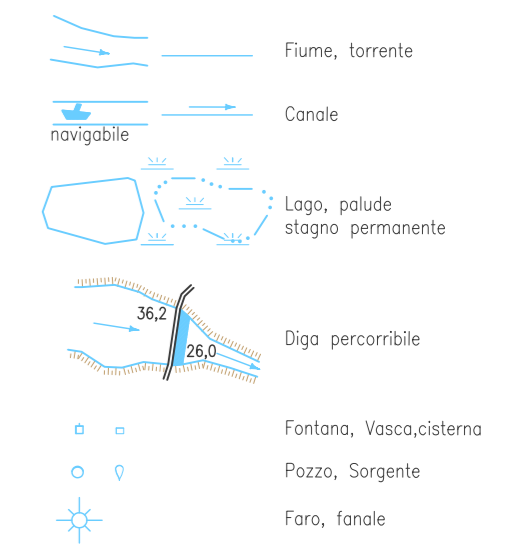 Fiume, torrente
Canale
navigabile
Lago, palude
stagno permanente
36,2
26,0
Diga percorribile
Fontana, Vasca,cisterna
Pozzo, Sorgente
Faro, fanale